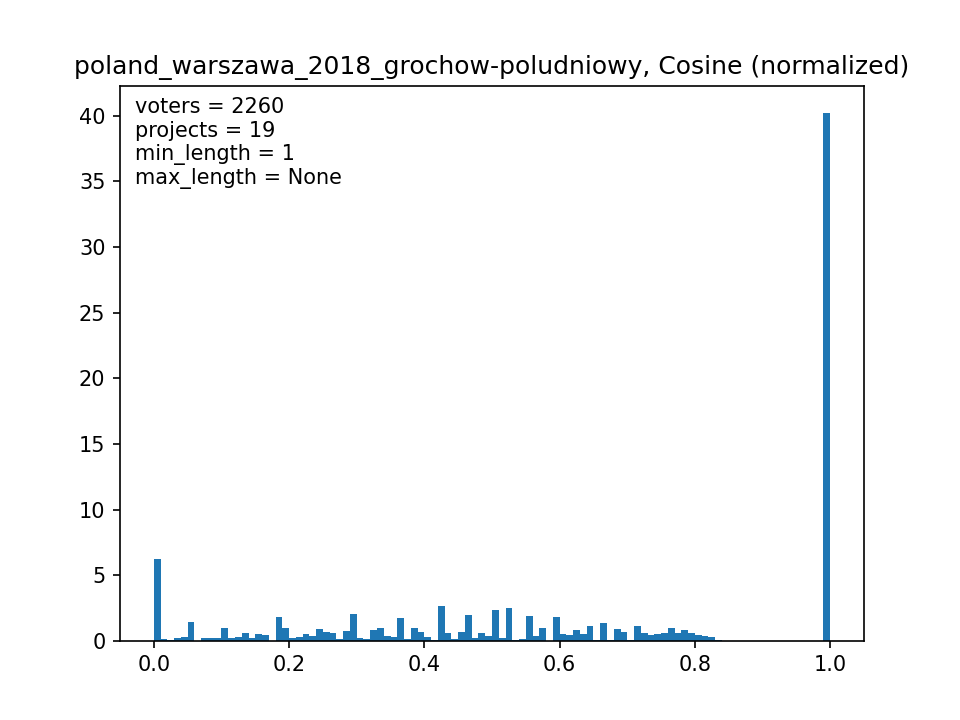 poland_warszawa_2018_grochow-poludniowy, Cosine (normalized)
voters = 2260
projects = 19
min_length = 1
max_length = None
40
35
30
25
20
15
10
5
0
0.0 0.2 0.4 0.6 0.8 1.0